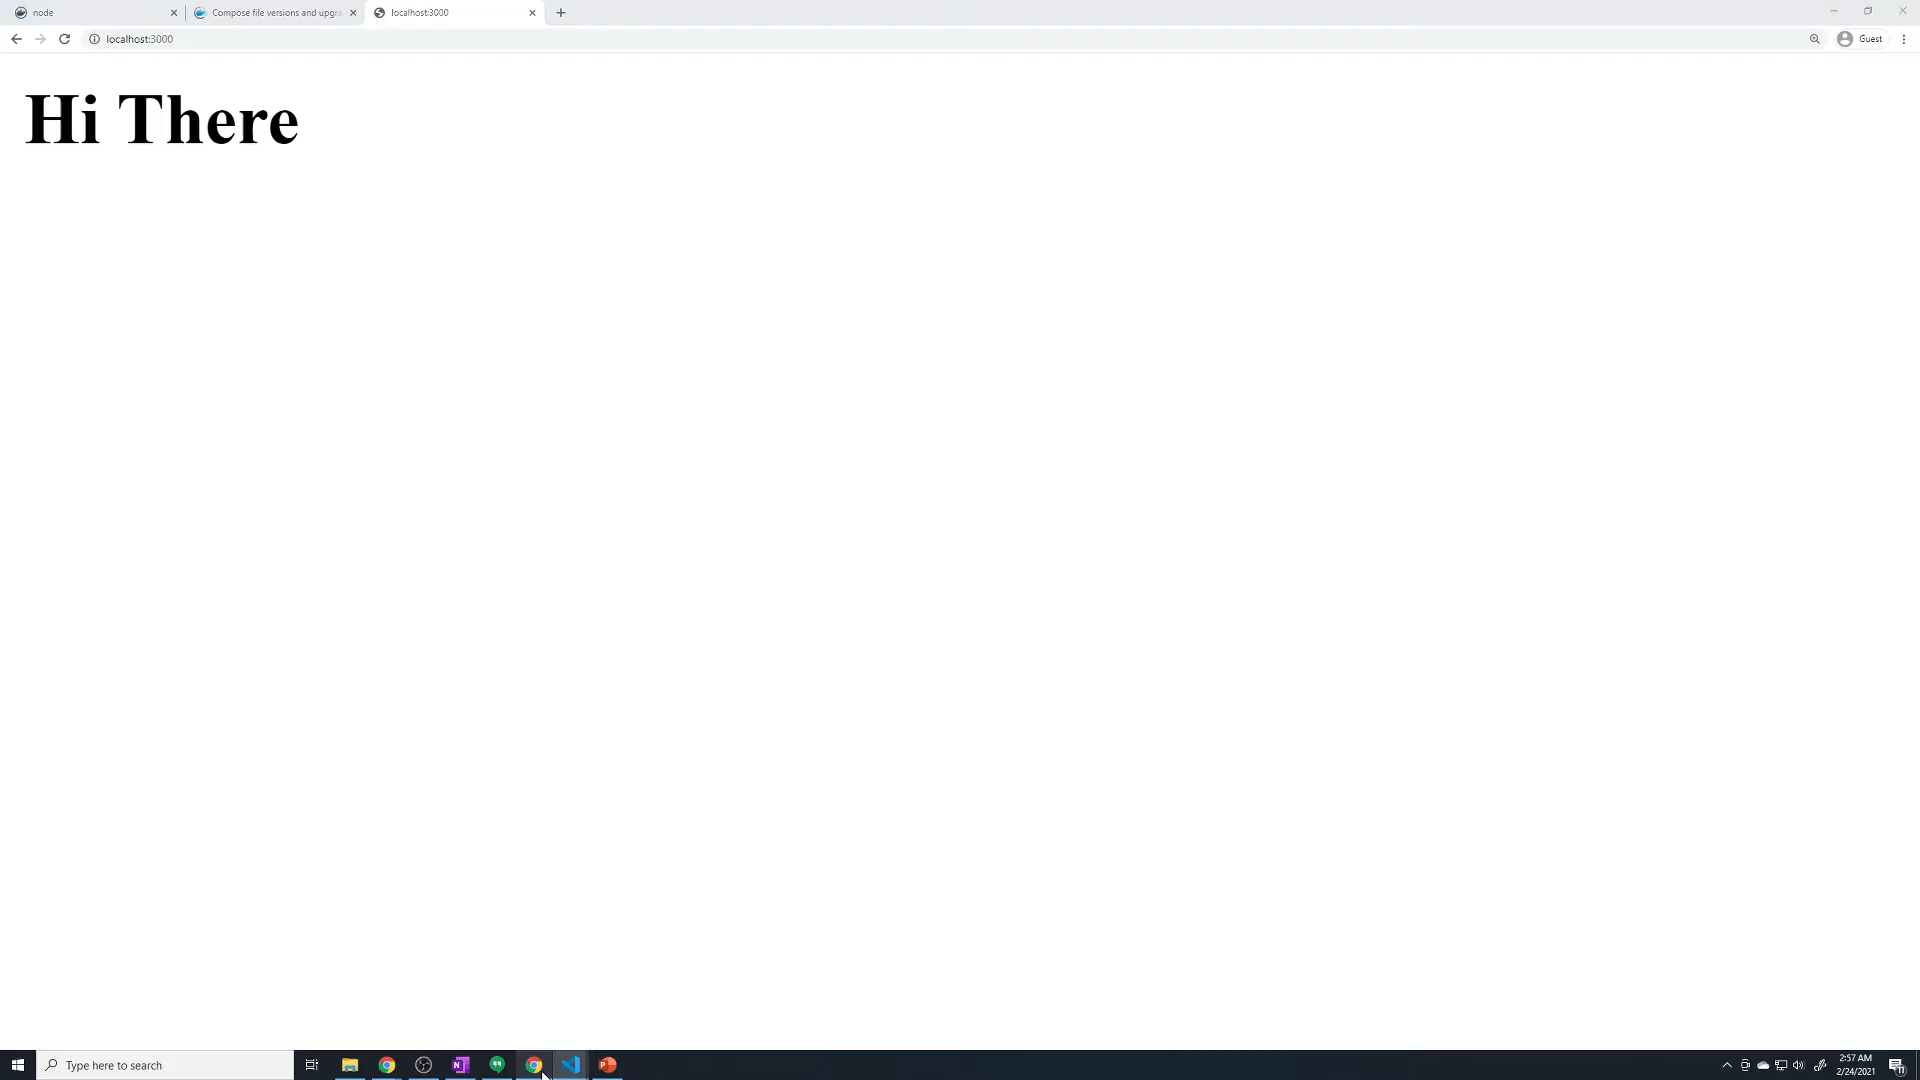 node
Compose file versions and upgra
localhost:3000
localhost:3000
Guest
Hi There
Type here to search
2:57 AM
2/24/2021